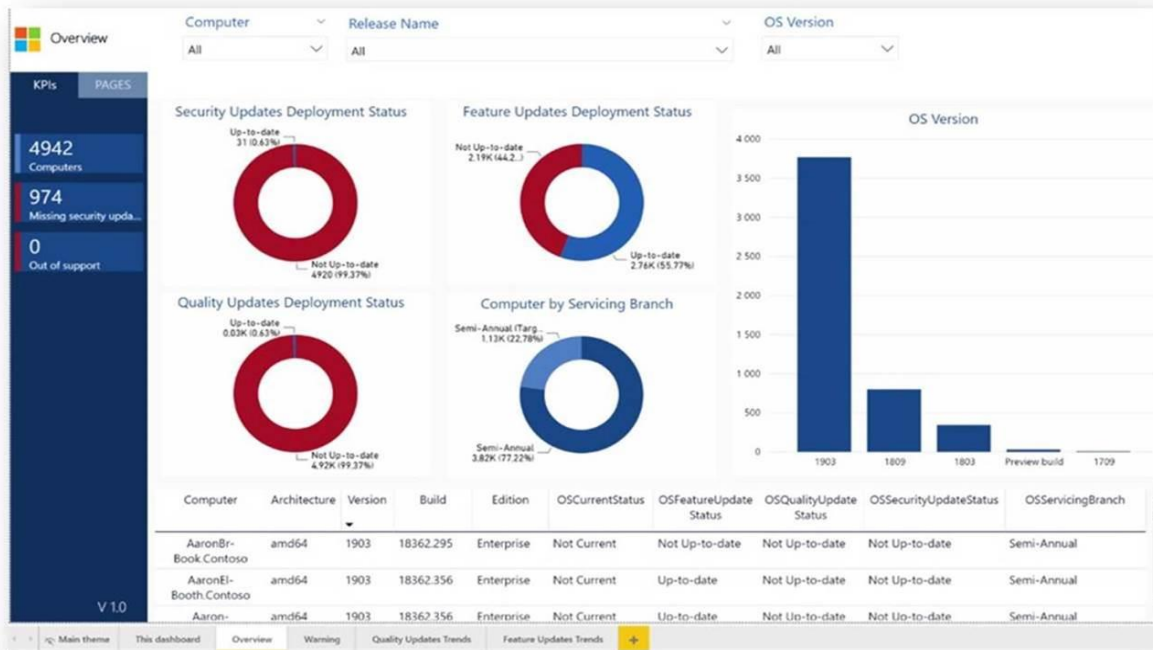 Overview
Computer
All
Release Name
All
OS Version
All
KPIs
PAGES
4942
Computers
974
Missing security upda...
0
Out of support
V 1.0
Security Updates Deployment Status
Up-to-date
31 (0.63%)
Not Up-to-date
4920 (99.37%)
Feature Updates Deployment Status
Not Up-to-date
2.19K (44.2...)
Up-to-date
2.76K (55.77%)
Quality Updates Deployment Status
Up-to-date
0.03K (0.63%)
Not Up-to-date
4.92K (99.37%)
Computer by Servicing Branch
Semi-Annual (Targ...
1.13K (22.78%)
Semi-Annual
3.82K (77.22%)
OS Version
4 000
3 500
3 000
2 500
2 000
1 500
1 000
500
0
1903 1809 1803 Preview build 1709
Computer Architecture Version Build Edition OSCurrentStatus OSFeatureUpdate OSQualityUpdate OSSecurityUpdateStatus OSServicingBranch
Status Status
AaronBr- amd64 1903 18362.295 Enterprise Not Current Not Up-to-date Not Up-to-date Not Up-to-date Semi-Annual
Book.Contoso
AaronEl- amd64 1903 18362.356 Enterprise Not Current Up-to-date Not Up-to-date Not Up-to-date Semi-Annual
Booth.Contoso
Aaron- amd64 1903 18362.356 Enterprise Not Current Up-to-date Not Up-to-date Not Up-to-date Semi-Annual
Main theme This dashboard Overview Warning Quality Updates Trends Feature Updates Trends +